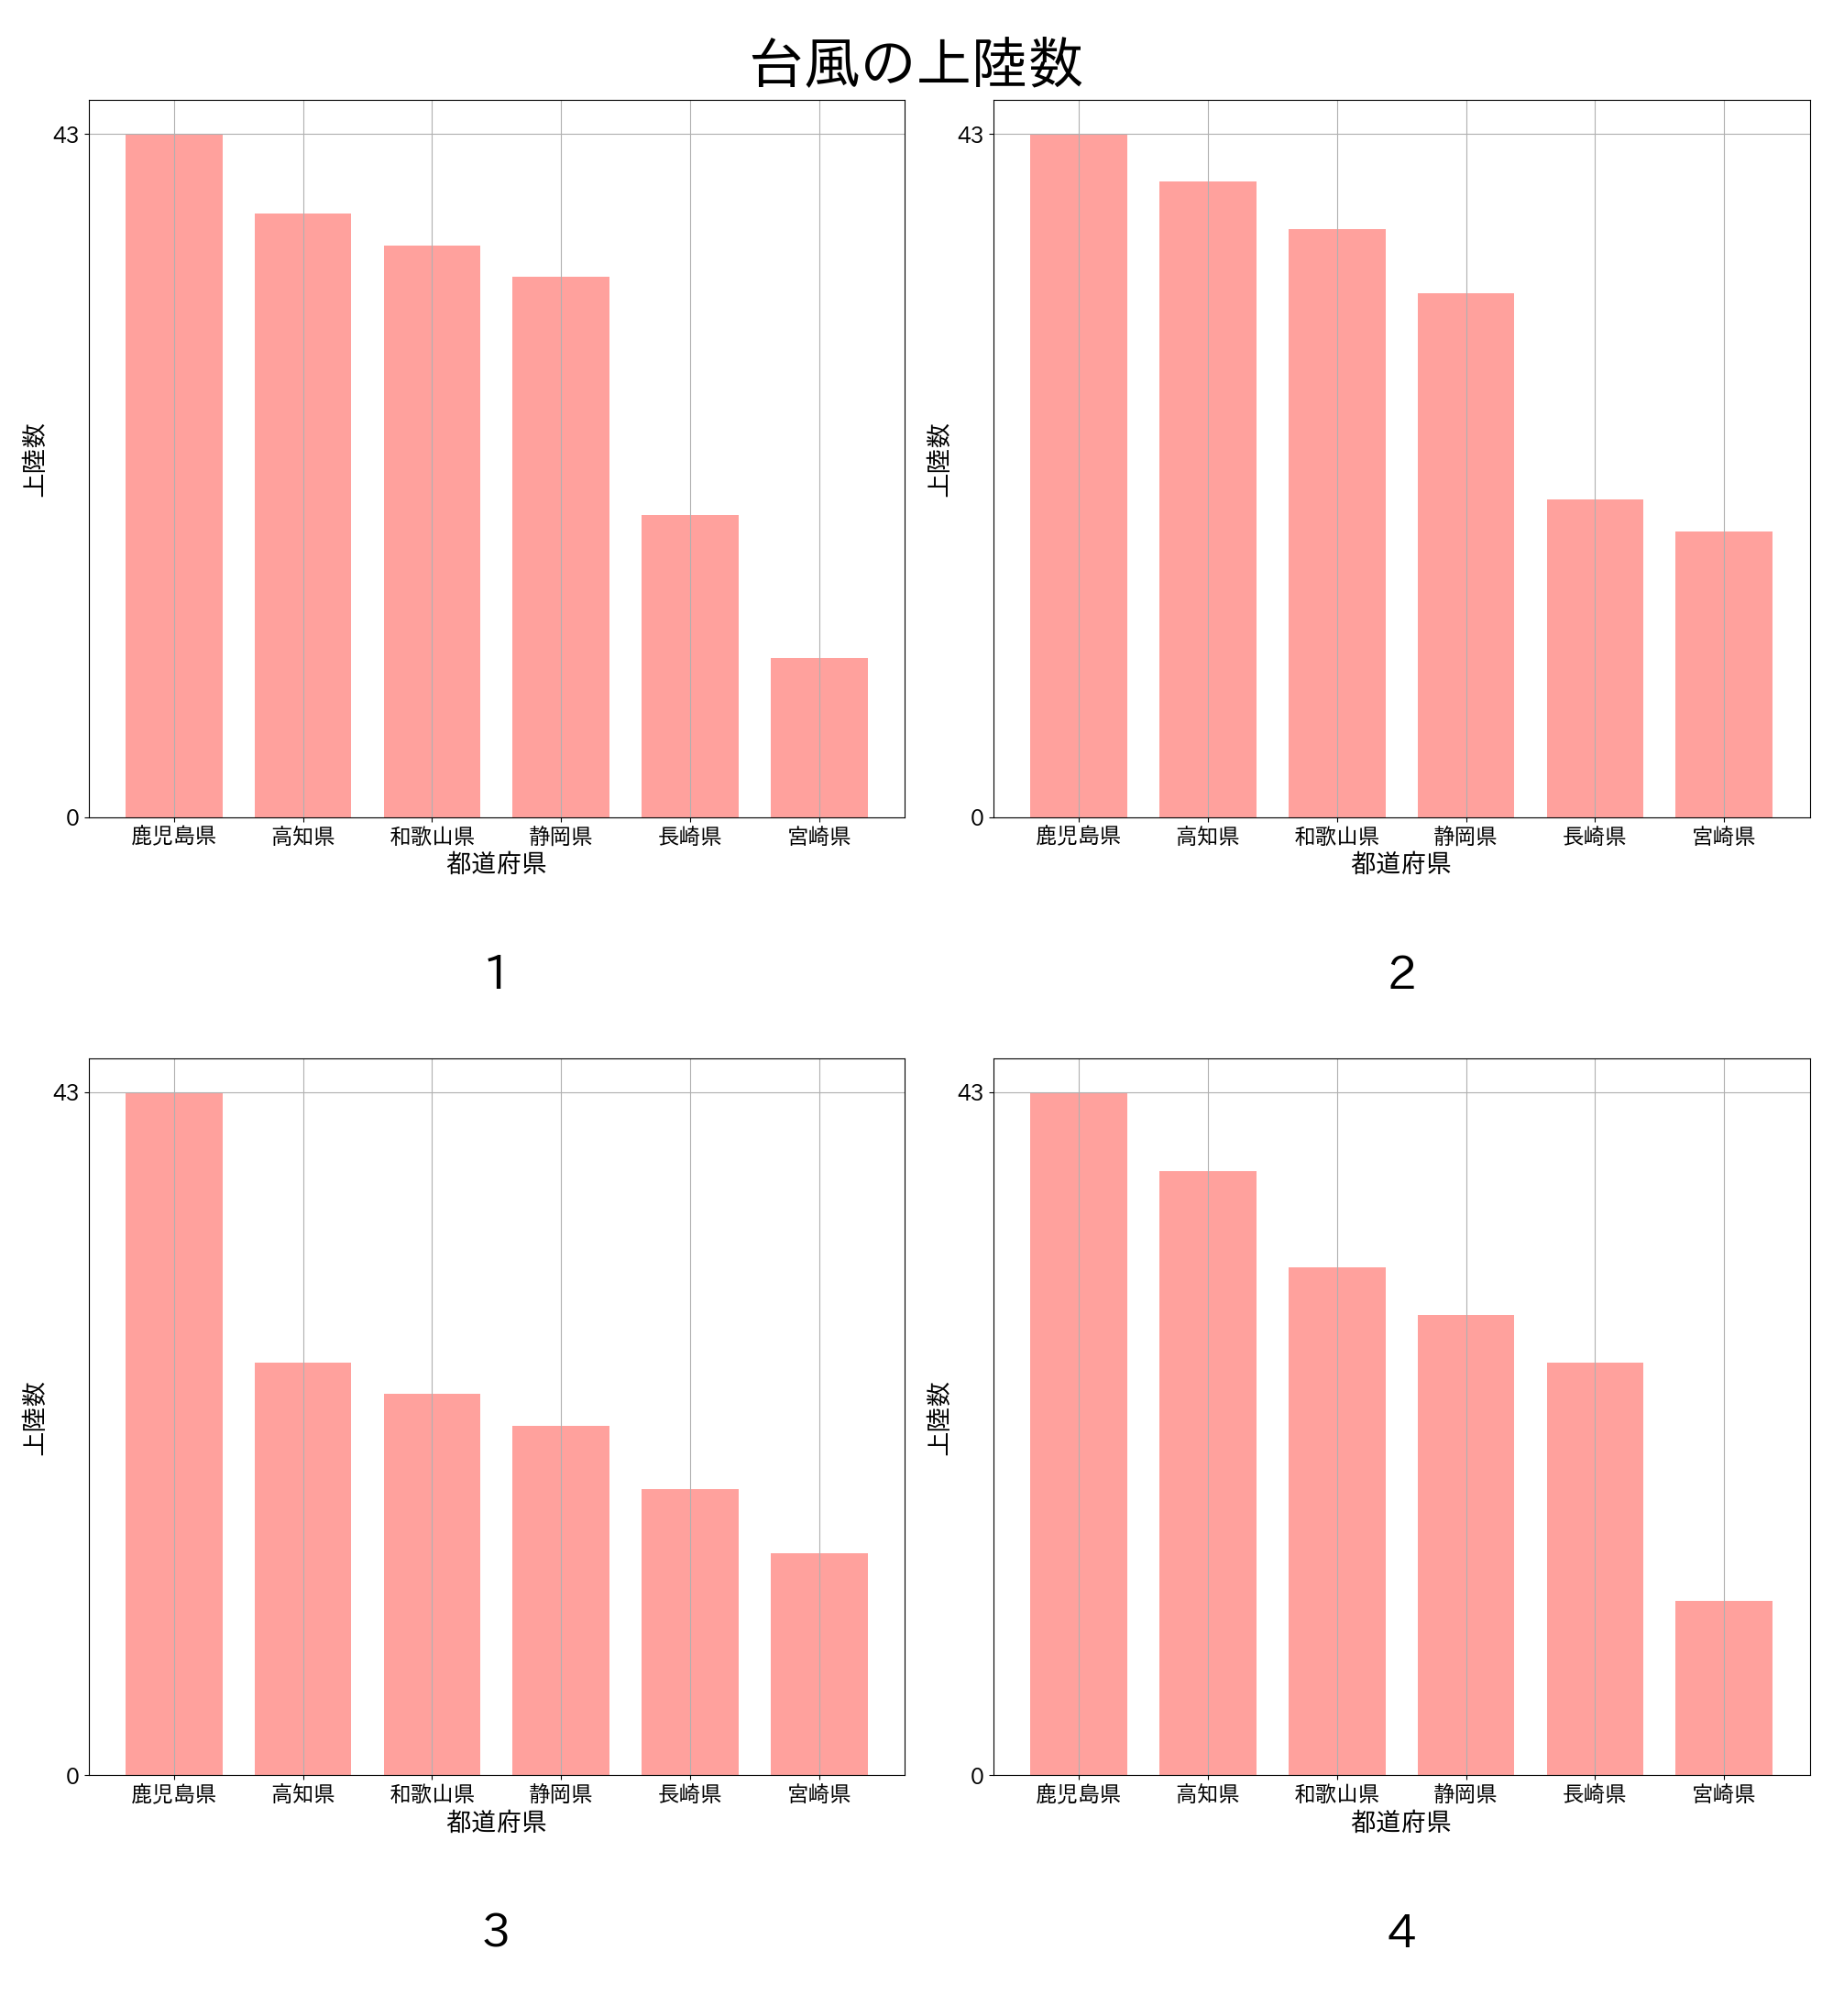 台風の上陸数
43
0
上陸数
鹿児島県 高知県 和歌山県 静岡県 長崎県 宮崎県
都道府県
1
43
0
上陸数
鹿児島県 高知県 和歌山県 静岡県 長崎県 宮崎県
都道府県
2
43
0
上陸数
鹿児島県 高知県 和歌山県 静岡県 長崎県 宮崎県
都道府県
3
43
0
上陸数
鹿児島県 高知県 和歌山県 静岡県 長崎県 宮崎県
都道府県
4